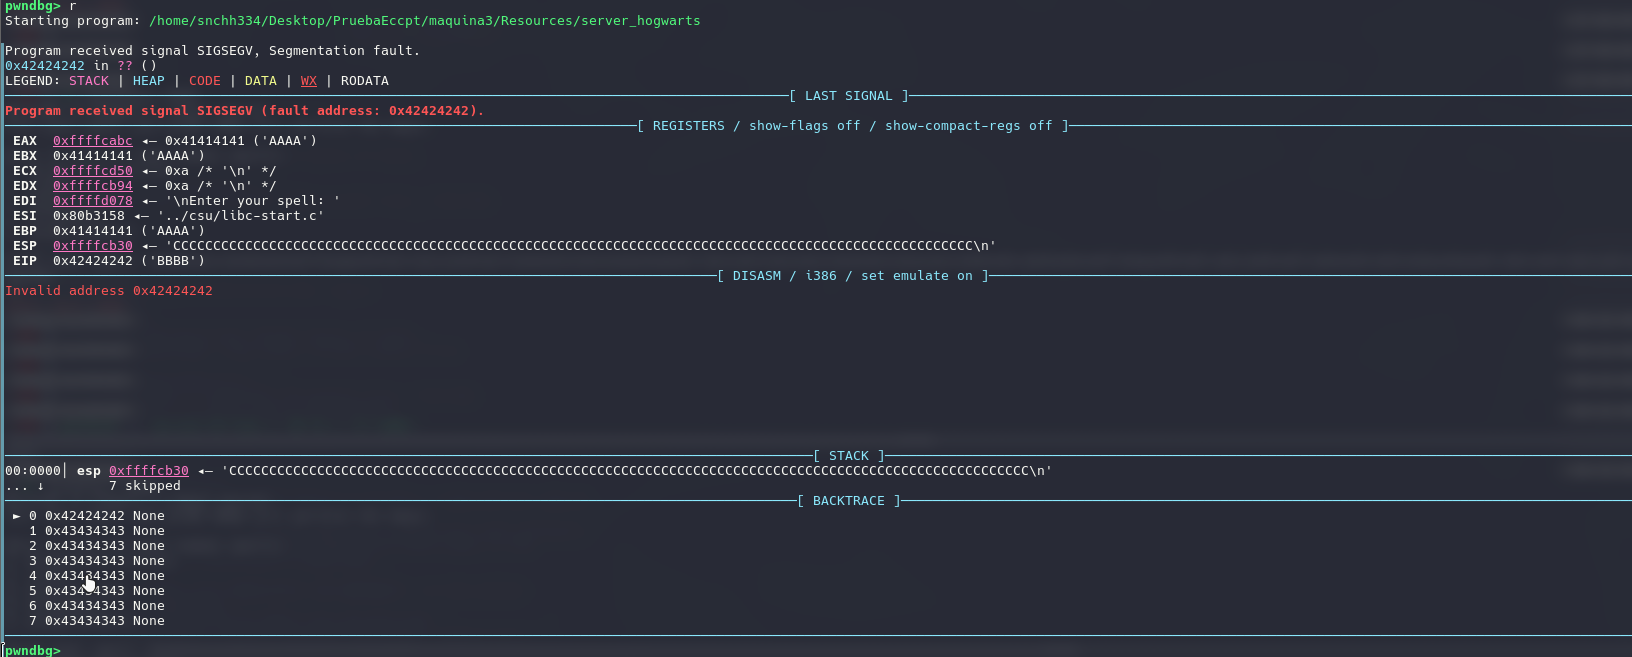 pwndbg> r
Starting program: /home/snchh334/Desktop/PruebaEccpt/maquina3/Resources/server_hogwarts
Program received signal SIGSEGV, Segmentation fault.
0x42424242 in ?? ()
LEGEND: STACK | HEAP | CODE | DATA | WX | RODATA
[ LAST SIGNAL ]
Program received signal SIGSEGV (fault address: 0x42424242).
[ REGISTERS / show-flags off / show-compact-regs off ]
EAX 0xffffcabc ◂— 0x41414141 ('AAAA')
EBX 0x41414141 ('AAAA')
ECX 0xffffcd50 ◂— 0xa /* '\n' */
EDX 0xffffcb94 ◂— 0xa /* '\n' */
EDI 0xffffd078 ◂— '\nEnter your spell: '
ESI 0x80b3158 ◂— '../csu/libc-start.c'
EBP 0x41414141 ('AAAA')
ESP 0xffffcb30 ◂— 'CCCCCCCCCCCCCCCCCCCCCCCCCCCCCCCCCCCCCCCCCCCCCCCCCCCCCCCCCCCCCCCCCCCCCCCCCCCCCCCCCCCCCCCCCCCCCCCCCCCC\n'
EIP 0x42424242 ('BBBB')
[ DISASM / i386 / set emulate on ]
Invalid address 0x42424242
[ STACK ]
00:0000│ esp 0xffffcb30 ◂— 'CCCCCCCCCCCCCCCCCCCCCCCCCCCCCCCCCCCCCCCCCCCCCCCCCCCCCCCCCCCCCCCCCCCCCCCCCCCCCCCCCCCCCCCCCCCCCCCCCCCC\n'
... ↓ 7 skipped
[ BACKTRACE ]
► 0 0x42424242 None
1 0x43434343 None
2 0x43434343 None
3 0x43434343 None
4 0x43434343 None
5 0x43434343 None
6 0x43434343 None
7 0x43434343 None
pwndbg>